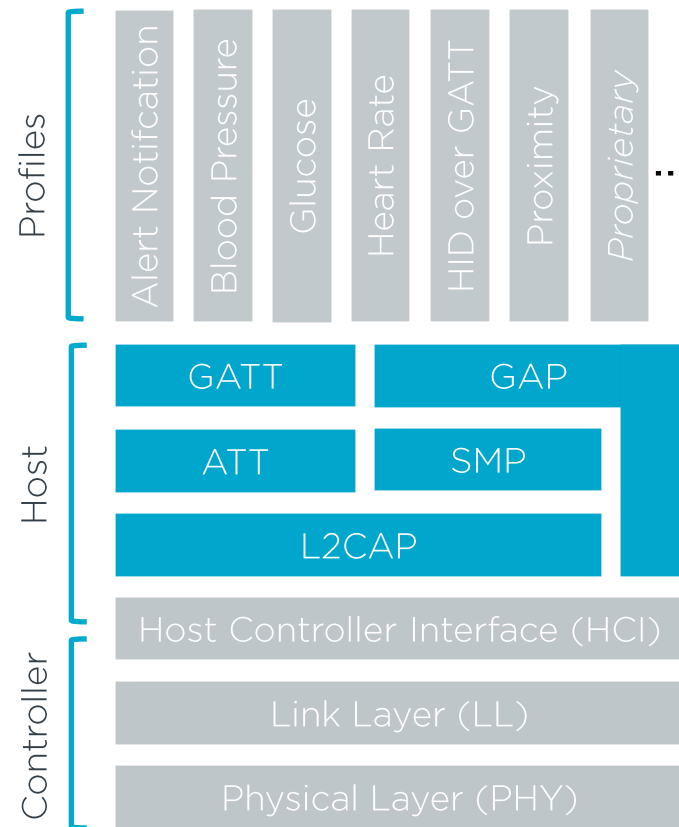 Profiles
Alert Notifcation
Blood Pressure
Glucose
Heart Rate
HID over GATT
Proximity
Proprietary
..
Host
GATT
GAP
ATT
SMP
L2CAP
Host Controller Interface (HCI)
Controller
Link Layer (LL)
Physical Layer (PHY)